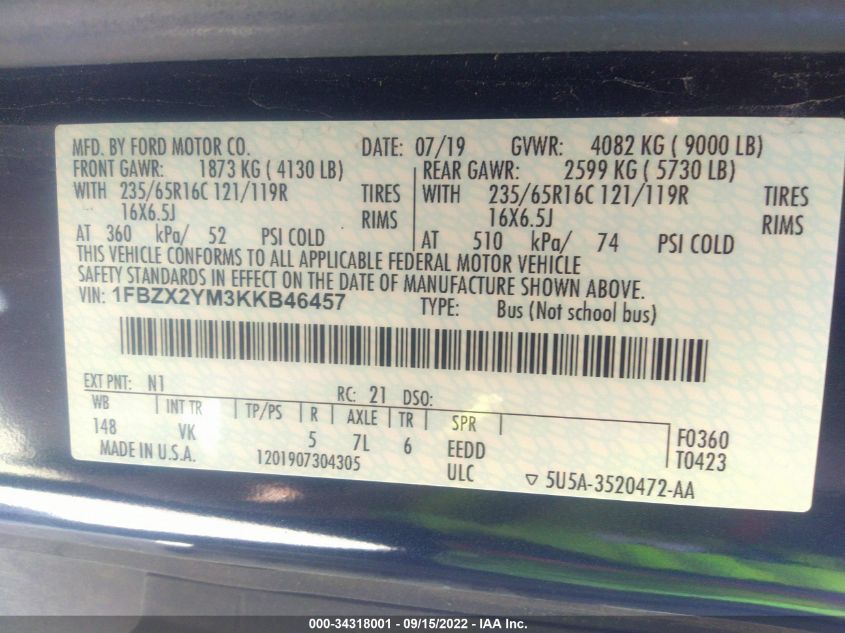 MFD. BY FORD MOTOR CO. DATE: 07/19 GVWR: 4082 KG ( 9000 LB)
FRONT GAWR: 1873 KG ( 4130 LB) REAR GAWR: 2599 KG ( 5730 LB)
WITH 235/65R16C 121/119R TIRES WITH 235/65R16C 121/119R TIRES
16X6.5J RIMS 16X6.5J RIMS
AT 360 kPa/ 52 PSI COLD AT 510 kPa/ 74 PSI COLD
THIS VEHICLE CONFORMS TO ALL APPLICABLE FEDERAL MOTOR VEHICLE
SAFETY STANDARDS IN EFFECT ON THE DATE OF MANUFACTURE SHOWN ABOVE.
VIN: 1FBZX2YM3KKB46457 TYPE: Bus (Not school bus)
EXT PNT: N1 RC: 21 DSO:
WB INT TR TP/PS R AXLE TR SPR
148 VK 5 7L 6 EEDD F0360
MADE IN U.S.A. 1201907304305 ULC T0423
▽ 5U5A-3520472-AA
000-34318001 - 09/15/2022 - IAA Inc.